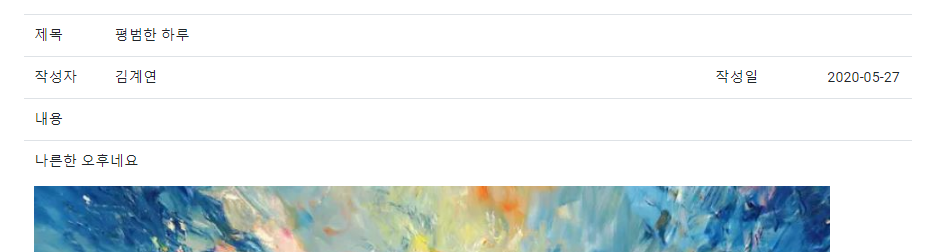 제목 평범한 하루
작성자 김계연 작성일 2020-05-27
내용
나른한 오후네요